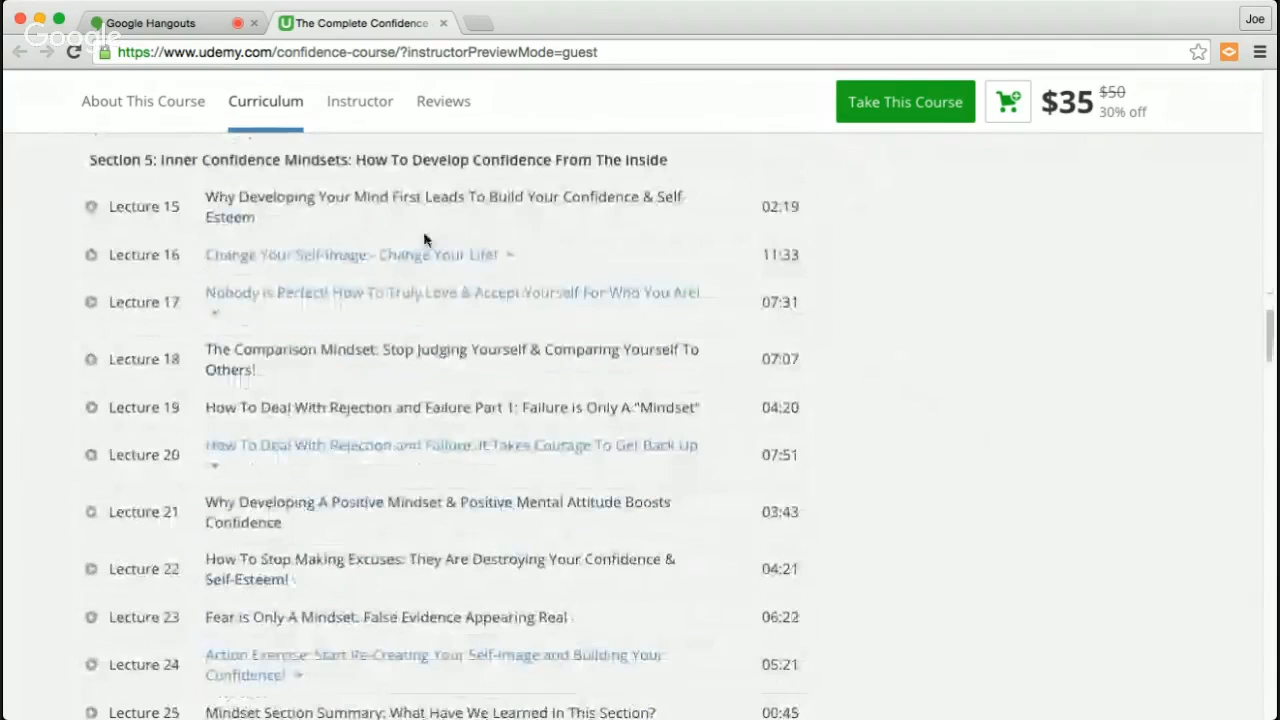 Google Hangouts
The Complete Confidence
Joe
Google
https://www.udemy.com/confidence-course/?instructorPreviewMode=guest
About This Course
Curriculum
Instructor
Reviews
Take This Course
$35
$50
30% off
Section 5: Inner Confidence Mindsets: How To Develop Confidence From The Inside
Lecture 15
Why Developing Your Mind First Leads To Build Your Confidence & Self-
Esteem
02:19
Lecture 16
Change Your Self-Image - Change Your Life!
11:33
Lecture 17
Nobody is Perfect! How To Truly Love & Accept Yourself For Who You Are!
07:31
Lecture 18
The Comparison Mindset: Stop Judging Yourself & Comparing Yourself To
Others!
07:07
Lecture 19
How To Deal With Rejection and Failure Part 1: Failure is Only A "Mindset"
04:20
Lecture 20
How To Deal With Rejection and Failure: It Takes Courage To Get Back Up
07:51
Lecture 21
Why Developing A Positive Mindset & Positive Mental Attitude Boosts
Confidence
03:43
Lecture 22
How To Stop Making Excuses: They Are Destroying Your Confidence &
Self-Esteem!
04:21
Lecture 23
Fear is Only A Mindset: False Evidence Appearing Real
06:22
Lecture 24
Action Exercise: Start Re-Creating Your Self-Image and Building Your
Confidence!
05:21
Lecture 25
Mindset Section Summary: What Have We Learned In This Section?
00:45